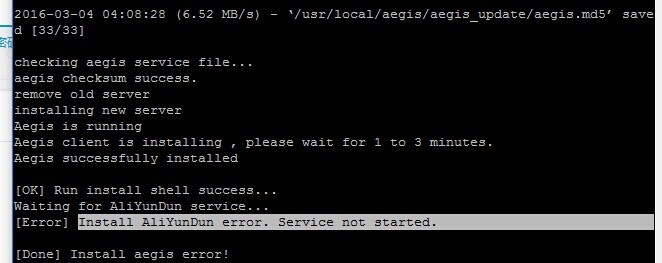 密码
2016-03-04 04:08:28 (6.52 MB/s) - ‘/usr/local/aegis/aegis_update/aegis.md5’ save
d [33/33]
checking aegis service file...
aegis checksum success.
remove old server
installing new server
Aegis is running
Aegis client is installing , please wait for 1 to 3 minutes.
Aegis successfully installed
[OK] Run install shell success...
Waiting for AliYunDun service...
[Error] Install AliYunDun error. Service not started.
[Done] Install aegis error!